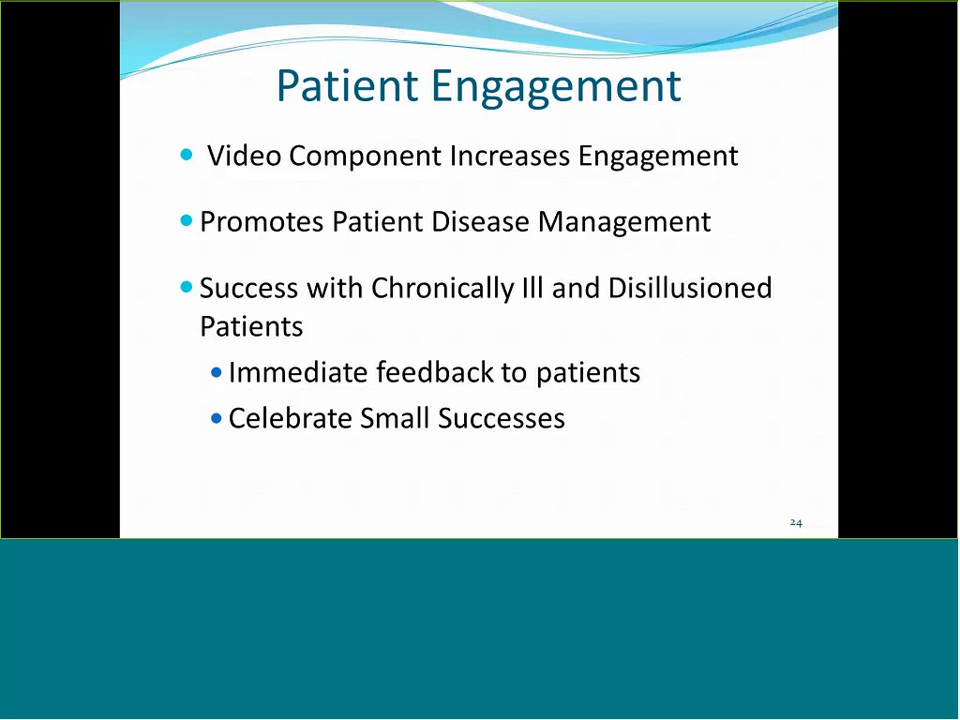 Patient Engagement
Video Component Increases Engagement
Promotes Patient Disease Management
Success with Chronically Ill and Disillusioned
Patients
Immediate feedback to patients
Celebrate Small Successes
24